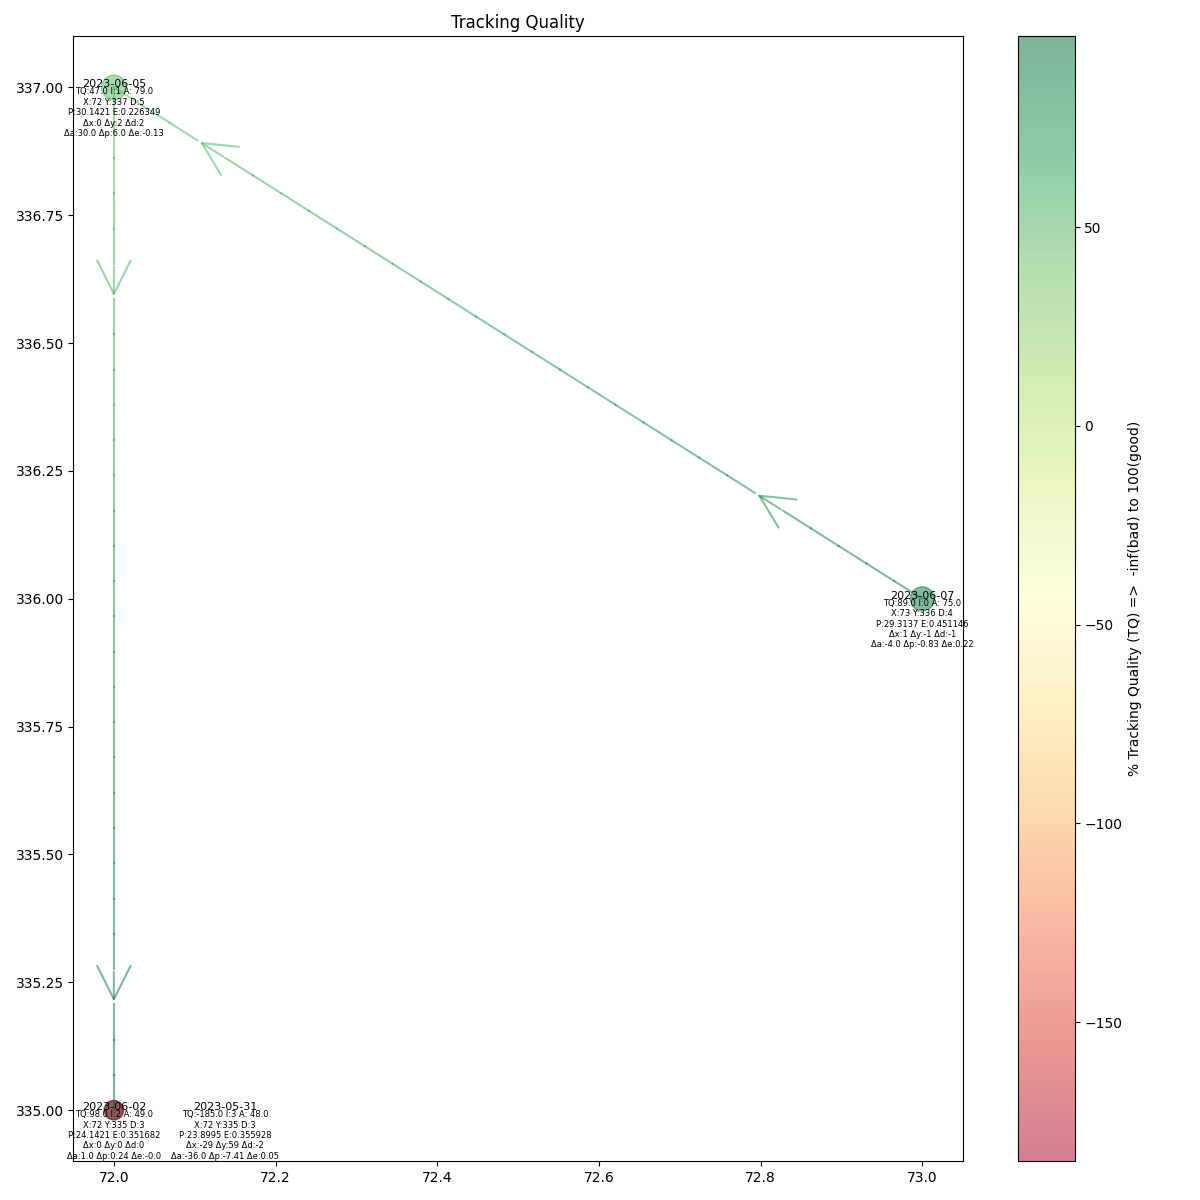 Tracking Quality
337.00
336.75
336.50
336.25
336.00
335.75
335.50
335.25
335.00
2023-06-05
TQ:47.0 I:1 A: 79.0
X:72 Y:337 D:5
P:30.1421 E:0.226349
Δx:0 Δy:2 Δd:2
Δa:30.0 Δp:6.0 Δe:-0.13
2023-06-07
TQ:89.0 I:0 A: 75.0
X:73 Y:336 D:4
P:29.3137 E:0.451146
Δx:1 Δy:-1 Δd:-1
Δa:-4.0 Δp:-0.83 Δe:0.22
2023-06-02
TQ:98.0 I:2 A: 49.0
X:72 Y:335 D:3
P:24.1421 E:0.351682
Δx:0 Δy:0 Δd:0
Δa:1.0 Δp:0.24 Δe:-0.0
2023-05-31
TQ:-185.0 I:3 A: 48.0
X:72 Y:335 D:3
P:23.8995 E:0.355928
Δx:-29 Δy:59 Δd:-2
Δa:-36.0 Δp:-7.41 Δe:0.05
72.0
72.2
72.4
72.6
72.8
73.0
50
0
−50
−100
−150
% Tracking Quality (TQ) => -inf(bad) to 100(good)